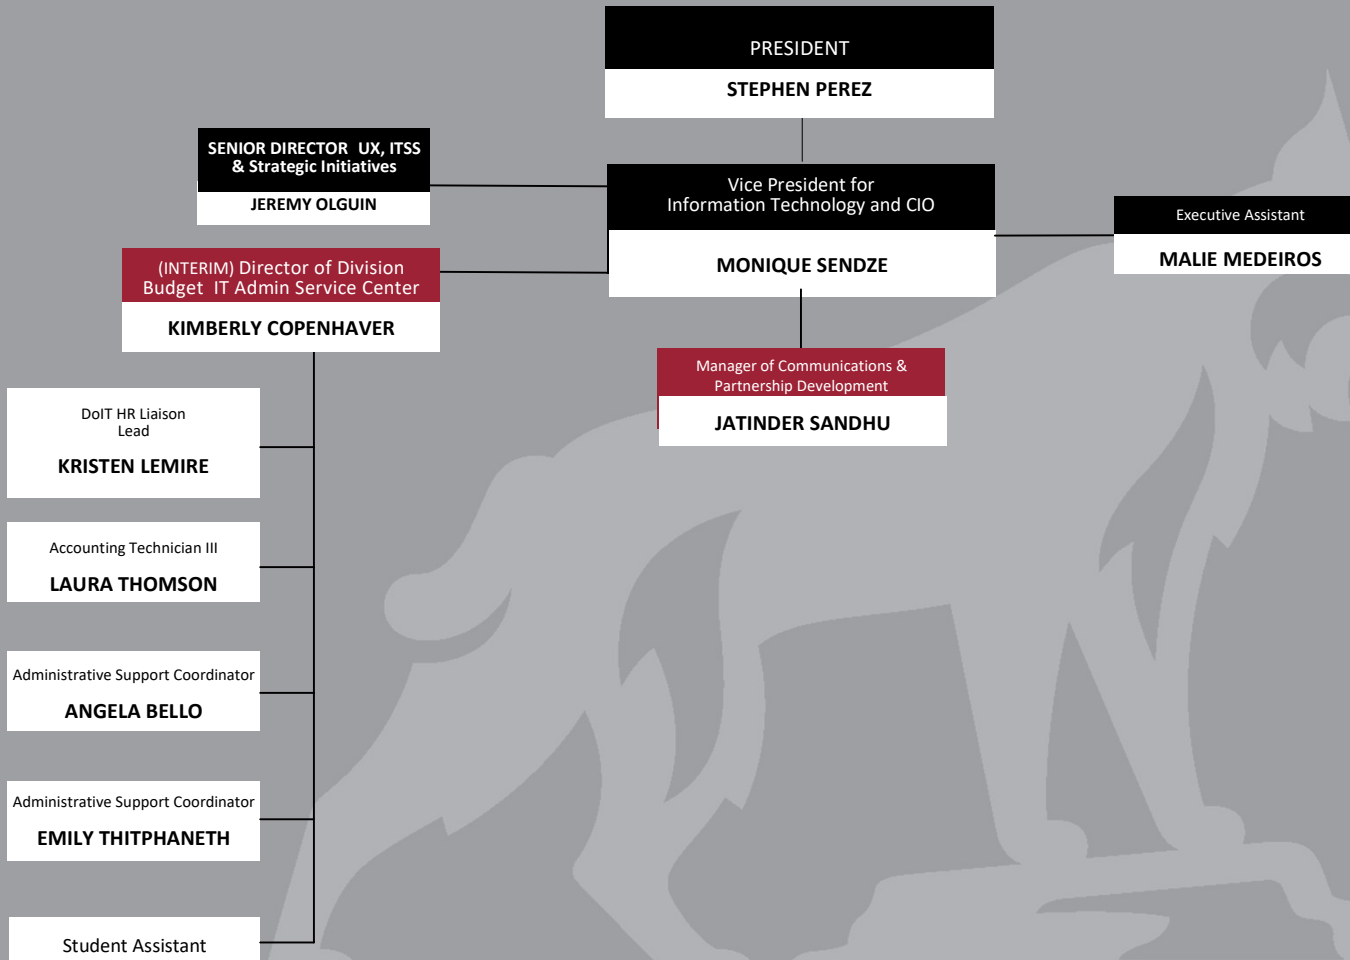 PRESIDENT
STEPHEN PEREZ
SENIOR DIRECTOR UX, ITSS
& Strategic Initiatives
JEREMY OLGUIN
Vice President for
Information Technology and CIO
MONIQUE SENDZE
Executive Assistant
MALIE MEDEIROS
(INTERIM) Director of Division
Budget IT Admin Service Center
KIMBERLY COPENHAVER
Manager of Communications &
Partnership Development
JATINDER SANDHU
DoIT HR Liaison
Lead
KRISTEN LEMIRE
Accounting Technician III
LAURA THOMSON
Administrative Support Coordinator
ANGELA BELLO
Administrative Support Coordinator
EMILY THITPHANETH
Student Assistant